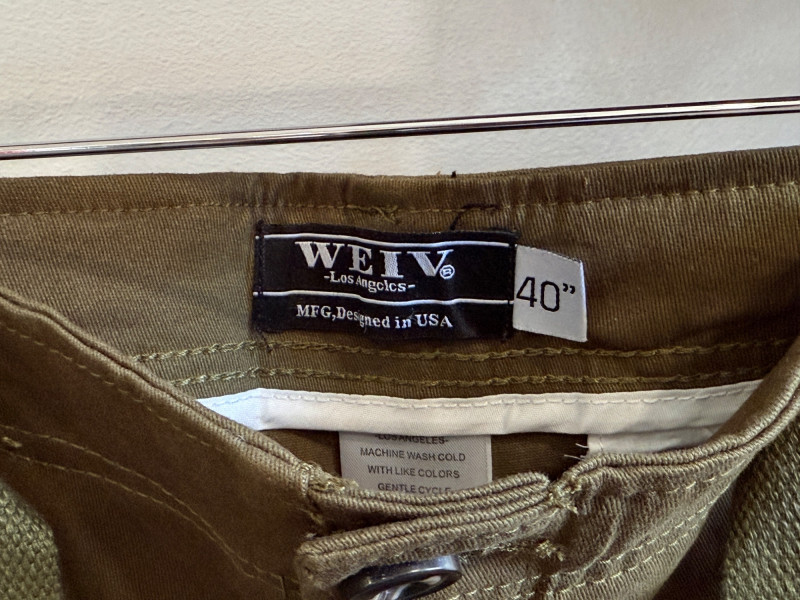 WEIV®
-Los Angeles-
MFG,Designed in USA
40”
-LOS ANGELES-
MACHINE WASH COLD
WITH LIKE COLORS
GENTLE CYCLE